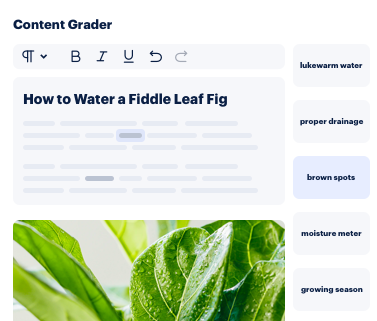 Content Grader
B I U
How to Water a Fiddle Leaf Fig
lukewarm water
proper drainage
brown spots
moisture meter
growing season